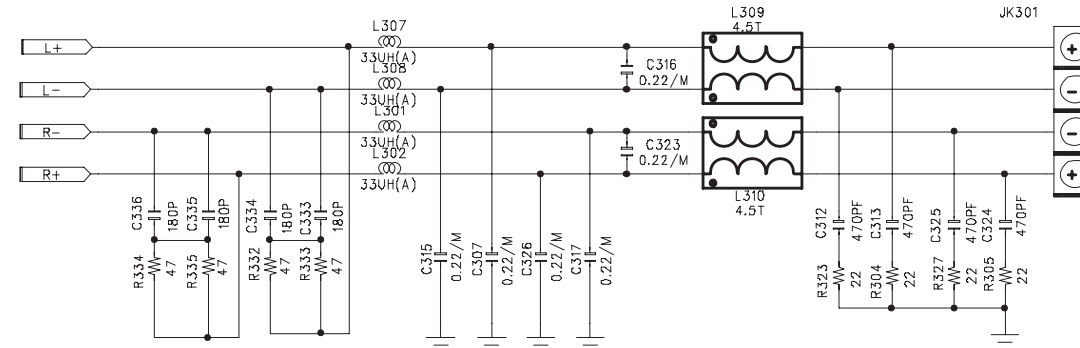 L307
L309
4.5T
JK301
L+
33UH(A)
L308
C316
0.22/M
L-
33UH(A)
L301
R-
33UH(A)
L302
C323
0.22/M
R+
33UH(A)
L310
4.5T
C336
180P
C335
180P
C334
180P
C333
180P
R334
47
R335
47
R332
47
R333
47
C315
0.22/M
C307
0.22/M
C326
0.22/M
C317
0.22/M
C312
470PF
C313
470PF
C325
470PF
C324
470PF
R323
22
R304
22
R327
22
R305
22
+
-
-
+